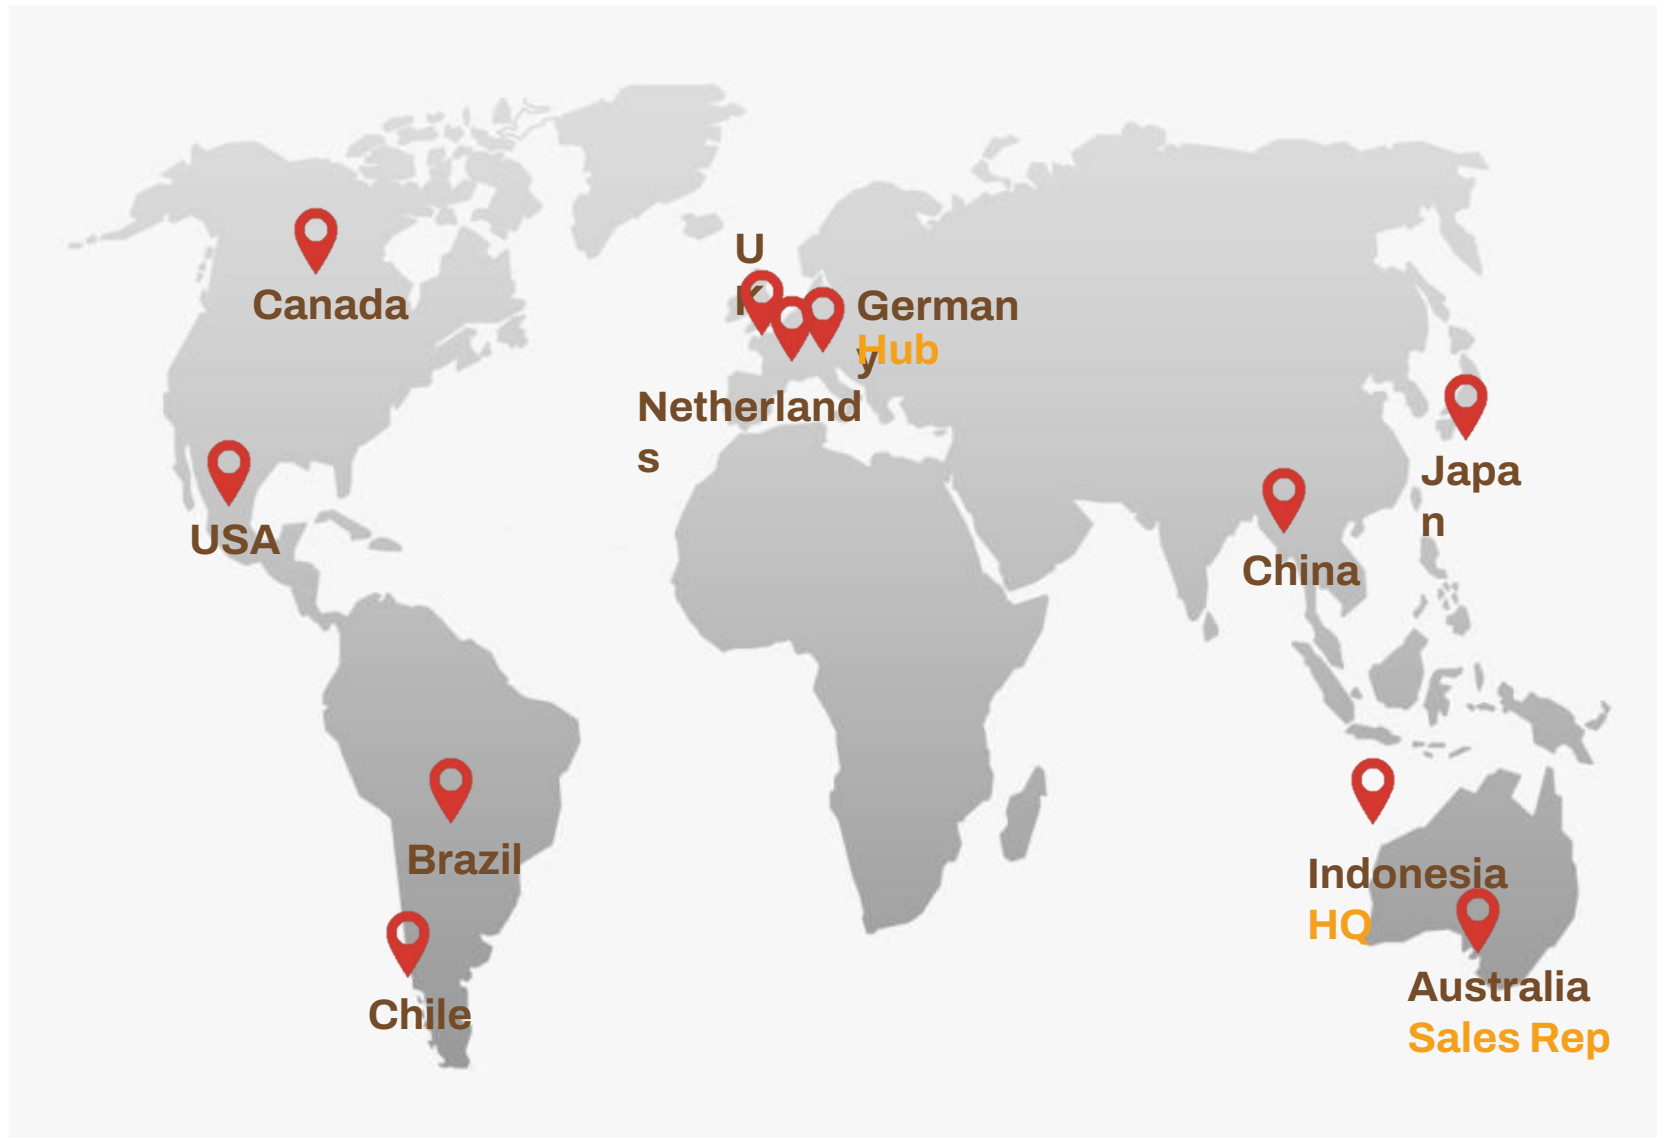 U
K
Canada
German
y
Hub
Netherland
s
Japa
n
USA
China
Brazil
Indonesia
HQ
Chile
Australia
Sales Rep